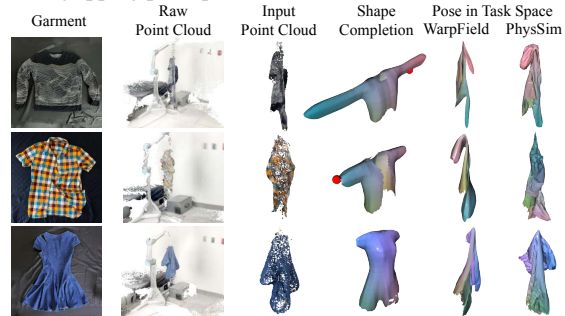 Garment
Raw
Point Cloud
Input
Point Cloud
Shape
Completion
Pose in Task Space
WarpField PhysSim